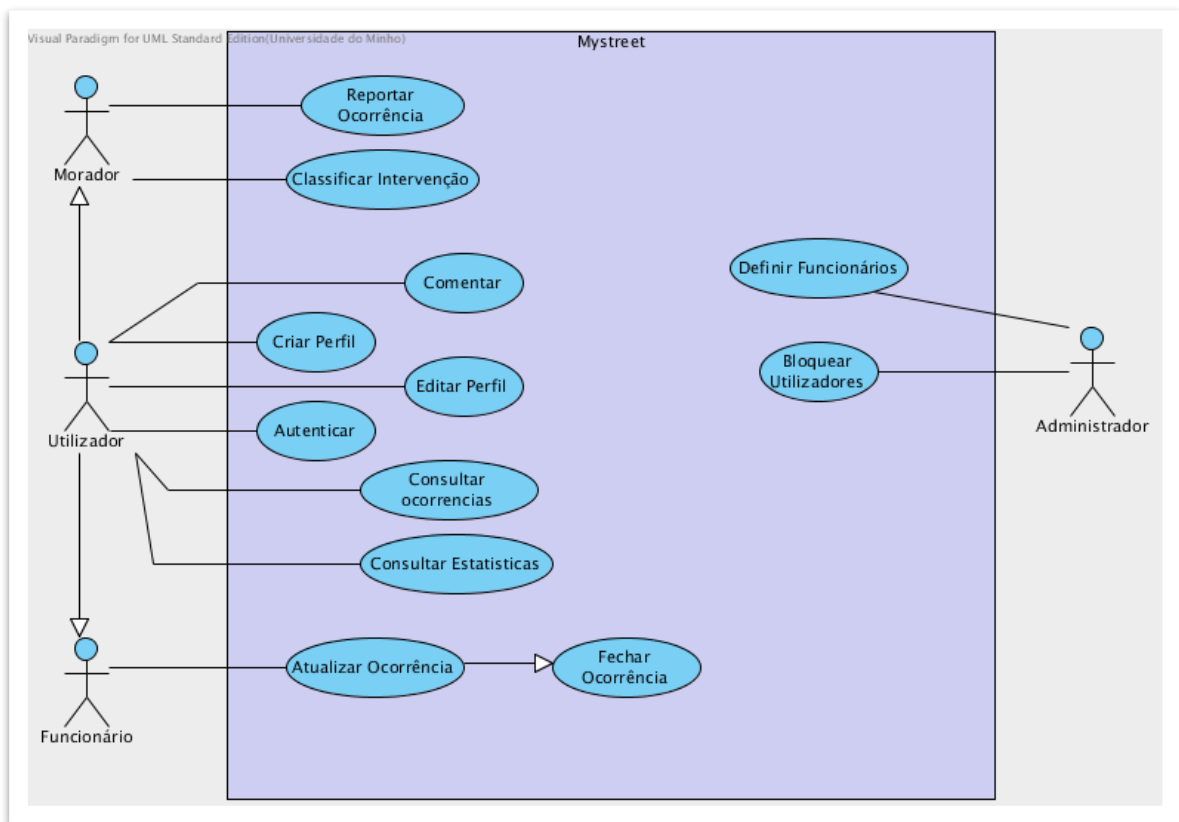 Visual Paradigm for UML Standard Edition(Universidade do Minho)
Mystreet
Reportar
Ocorrência
Morador
Classificar Intervenção
Comentar
Definir Funcionários
Criar Perfil
Bloquear
Utilizadores
Editar Perfil
Administrador
Autenticar
Utilizador
Consultar
ocorrencias
Consultar Estatisticas
Atualizar Ocorrência
Fechar
Ocorrência
Funcionário